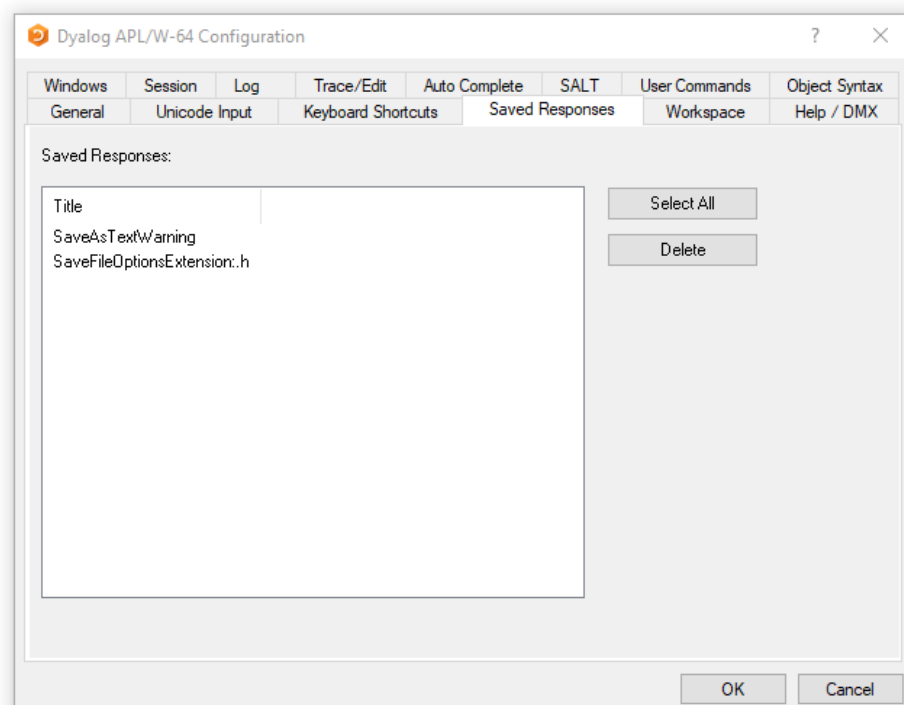 Dyalog APL/W-64 Configuration ?
Windows Session Log Trace/Edit Auto Complete SALT User Commands Object Syntax
General Unicode Input Keyboard Shortcuts Saved Responses Workspace Help / DMX
Saved Responses:
Title
SaveAsTextWarning
SaveFileOptionsExtension:.h
Select All
Delete
OK Cancel